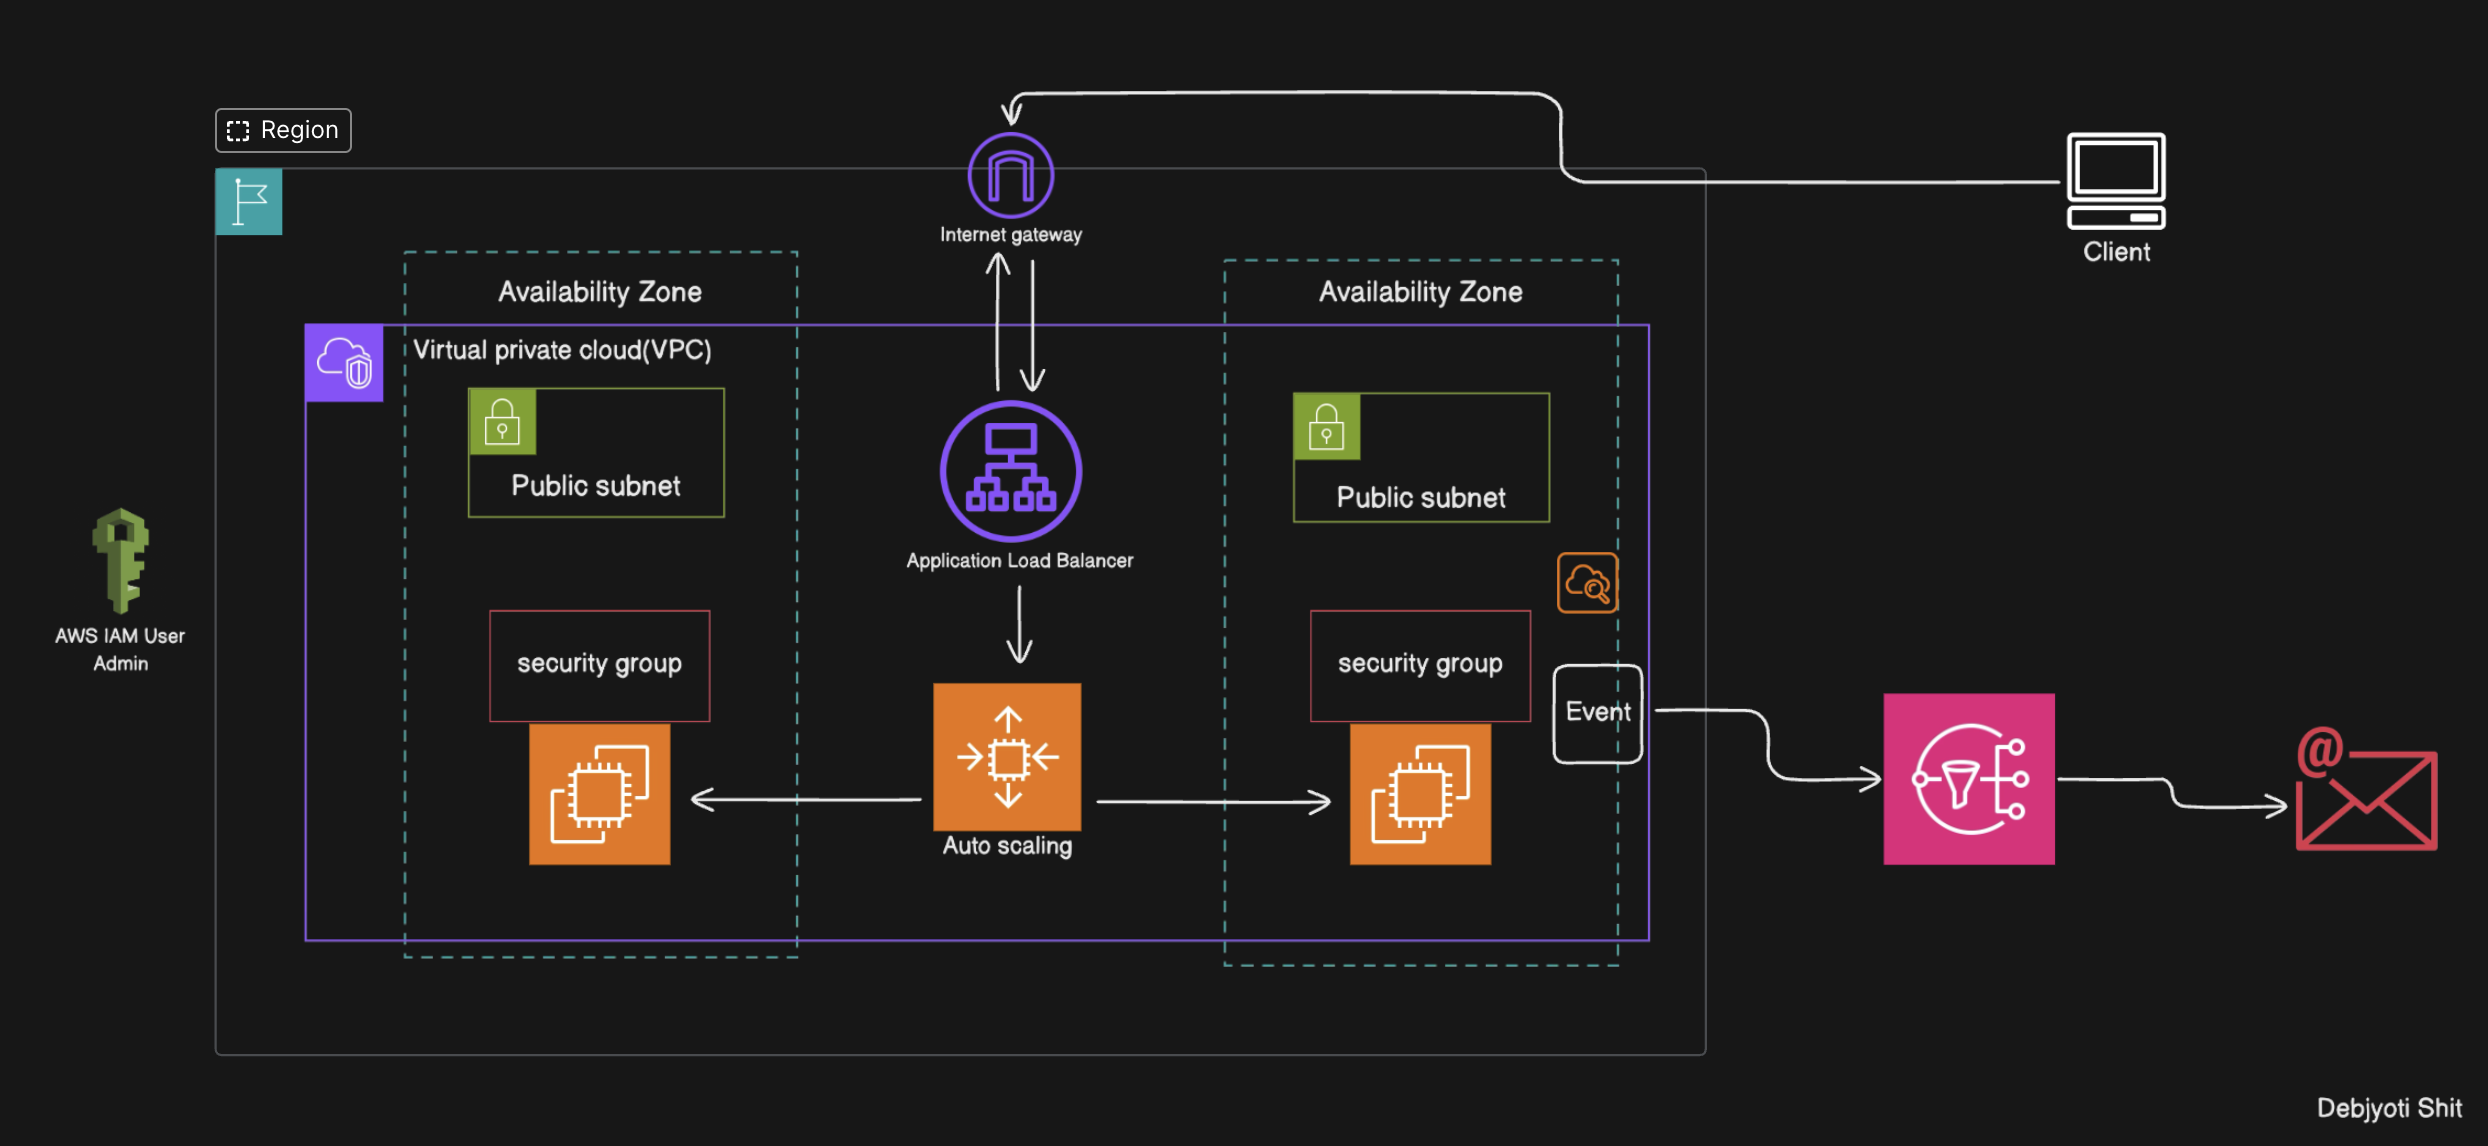 Region
Client
Internet gateway
Availability Zone
Availability Zone
Virtual private cloud(VPC)
Public subnet
Public subnet
Application Load Balancer
AWS IAM User
Admin
security group
security group
Event
Auto scaling
@
Debjyoti Shit